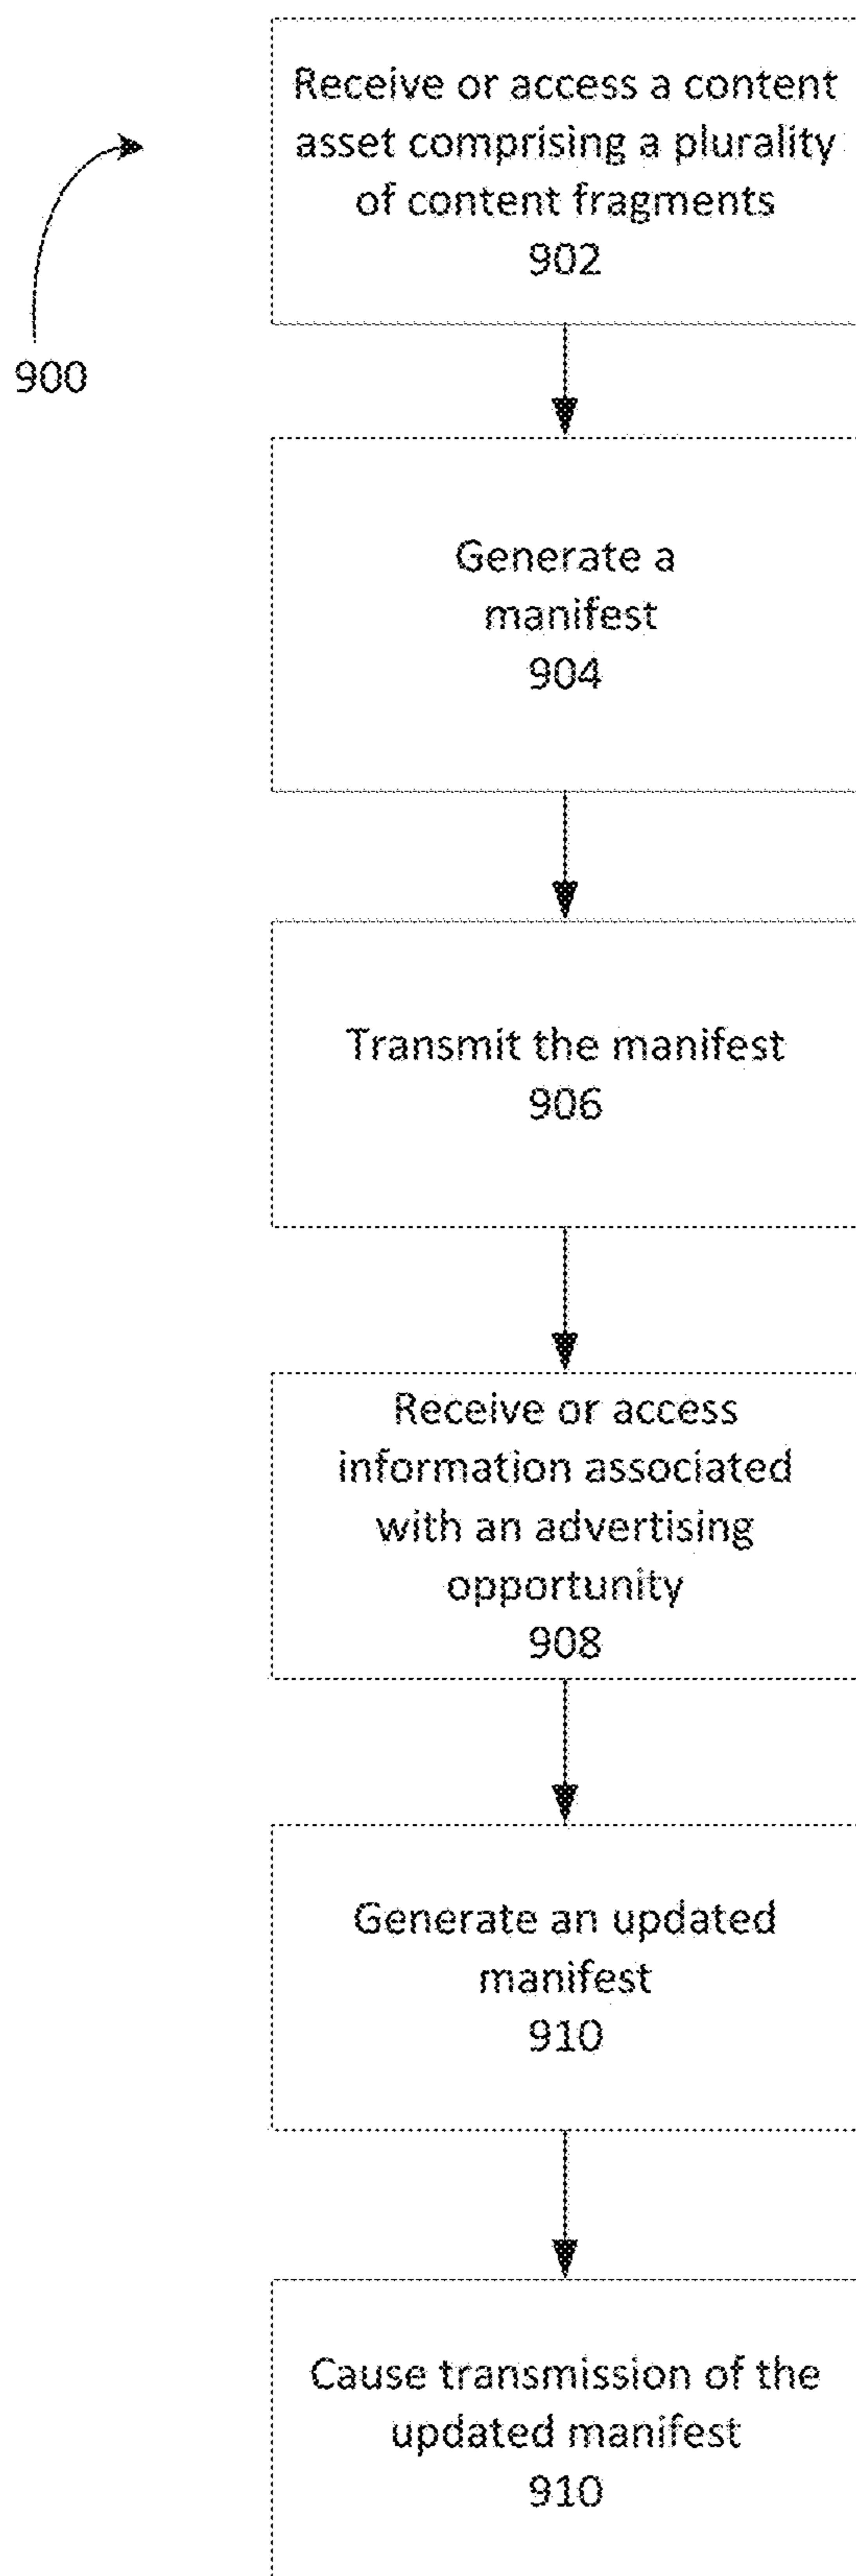 Receive or access a content
asset comprising a plurality
of content fragments
902
900
Generate a
manifest
904
Transmit the manifest
906
Receive or access
information associated
with an advertising
opportunity
908
Generate an updated
manifest
910
Cause transmission of the
updated manifest
910